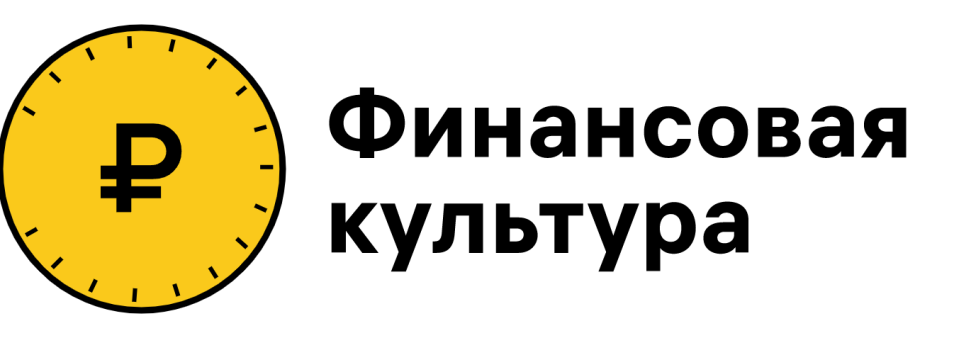 ₽
Финансовая
культура